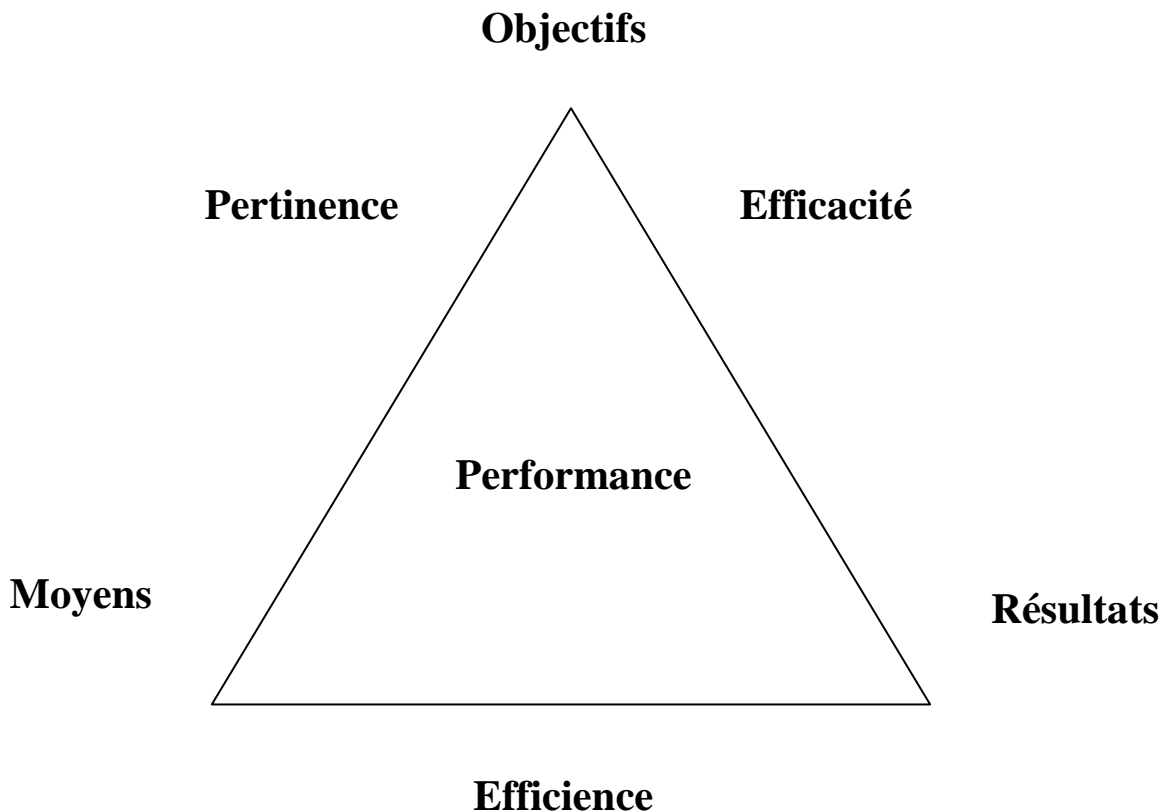 Objectifs
Pertinence
Efficacité
Performance
Moyens
Résultats
Efficience